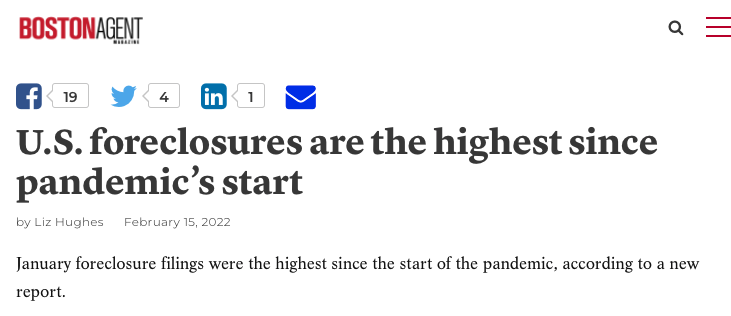 BOSTONAGENT
MAGAZINE
19
4
1
U.S. foreclosures are the highest since
pandemic’s start
by Liz Hughes February 15, 2022
January foreclosure filings were the highest since the start of the pandemic, according to a new
report.